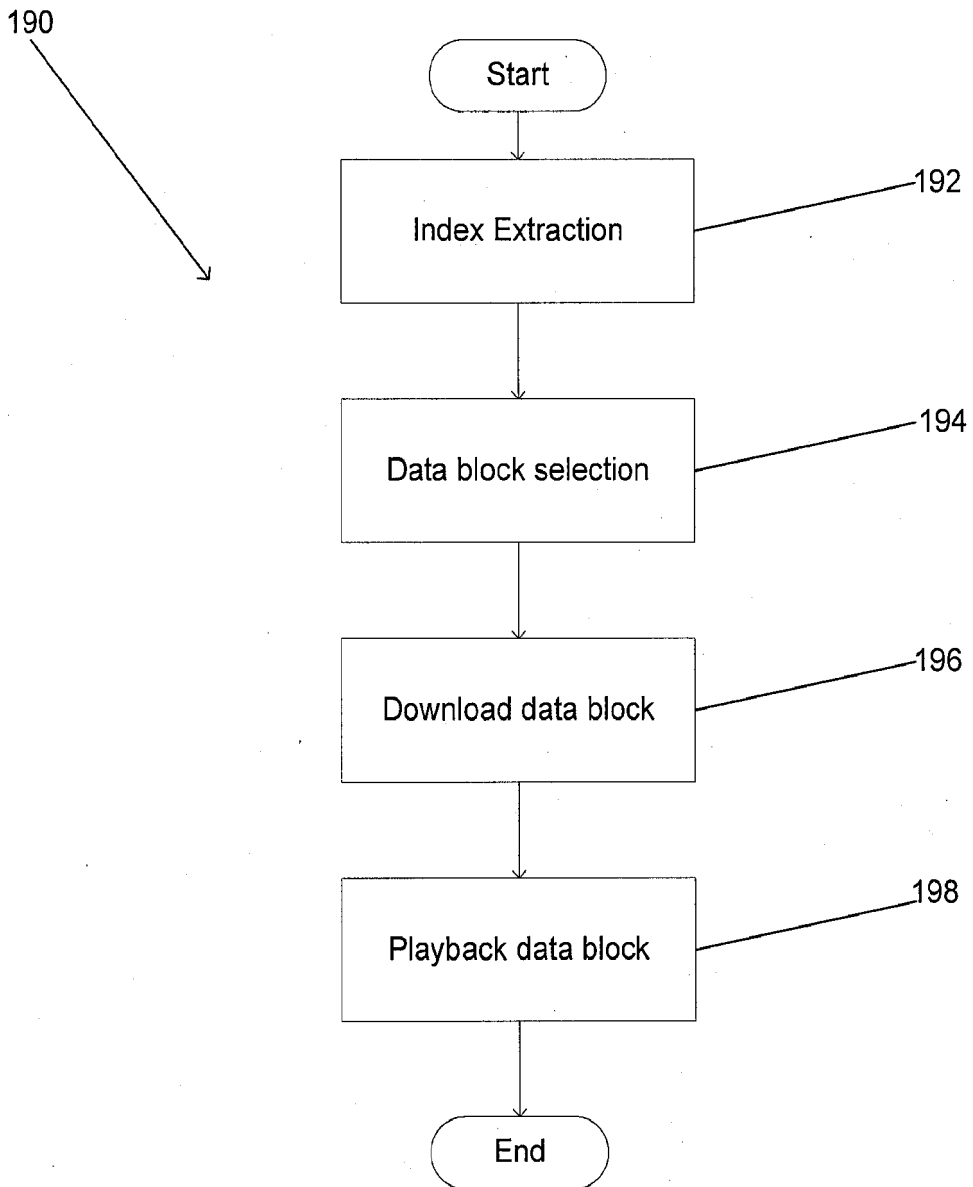 190
Start
Index Extraction
192
Data block selection
194
Download data block
196
Playback data block
198
End